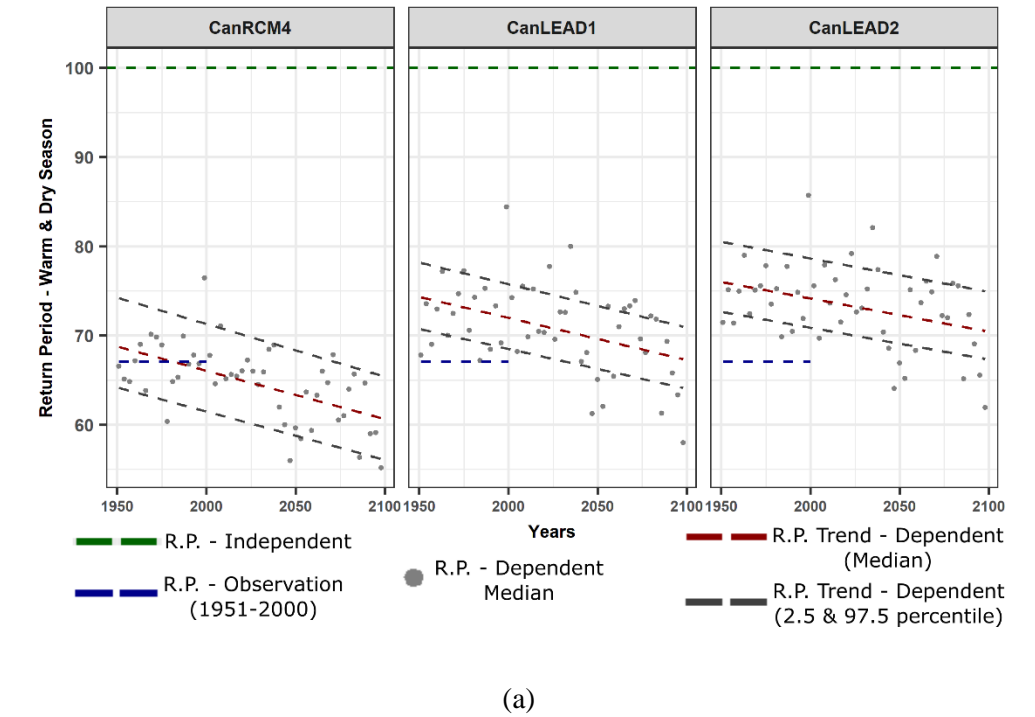 CanRCM4
CanLEAD1
CanLEAD2
Return Period - Warm & Dry Season
100
90
80
70
60
1950
2000
2050
2100
1950
2000
2050
2100
1950
2000
2050
2100
Years
R.P. - Independent
R.P. - Observation
(1951-2000)
R.P. - Dependent
Median
R.P. Trend - Dependent
(Median)
R.P. Trend - Dependent
(2.5 & 97.5 percentile)
(a)